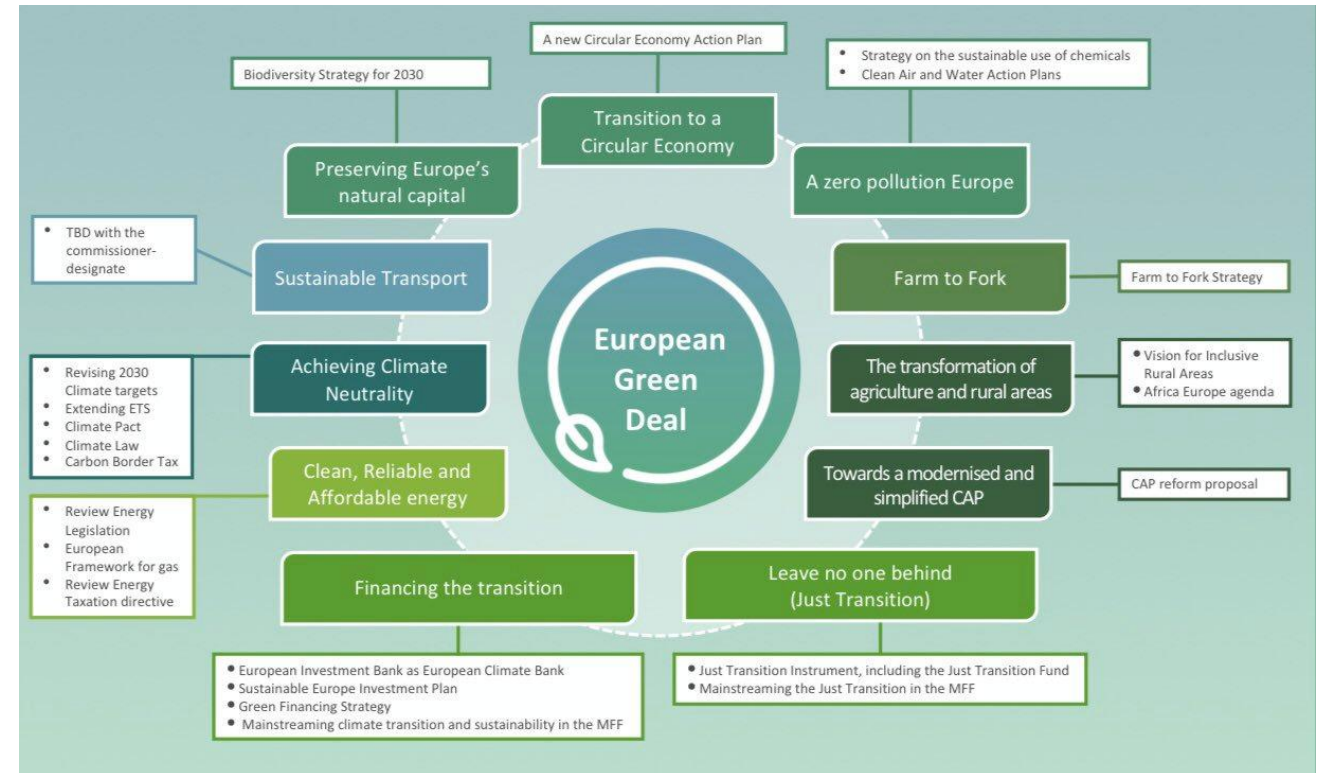 A new Circular Economy Action Plan
Biodiversity Strategy for 2030
• Strategy on the sustainable use of chemicals
• Clean Air and Water Action Plans
Transition to a
Circular Economy
Preserving Europe's
natural capital
A zero pollution Europe
• TBD with the
commissioner-
designate
Sustainable Transport
Farm to Fork
Farm to Fork Strategy
European
Green
Deal
• Revising 2030
Climate targets
• Extending ETS
• Climate Pact
• Climate Law
• Carbon Border Tax
Achieving Climate
Neutrality
The transformation of
agriculture and rural areas
• Vision for Inclusive
Rural Areas
• Africa Europe agenda
Clean, Reliable and
Affordable energy
Towards a modernised and
simplified CAP
CAP reform proposal
• Review Energy
Legislation
• European
Framework for gas
• Review Energy
Taxation directive
Financing the transition
Leave no one behind
(Just Transition)
• European Investment Bank as European Climate Bank
• Sustainable Europe Investment Plan
• Green Financing Strategy
• Mainstreaming climate transition and sustainability in the MFF
• Just Transition Instrument, including the Just Transition Fund
• Mainstreaming the Just Transition in the MFF